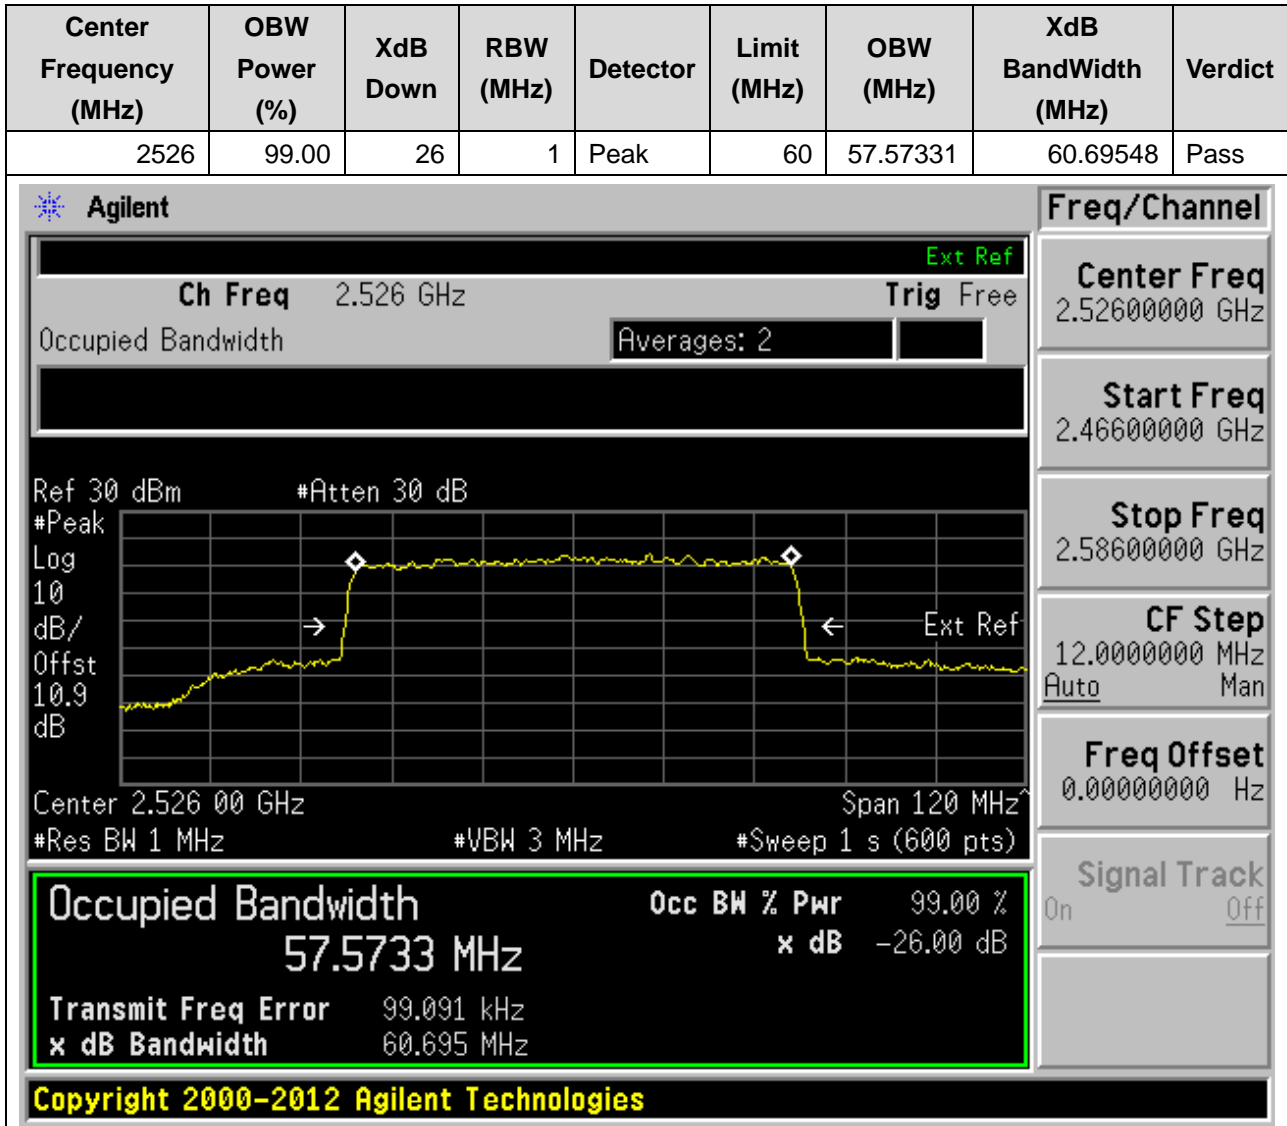 Center Frequency (MHz) OBW Power (%) XdB Down RBW (MHz) Detector Limit (MHz) OBW (MHz) XdB BandWidth (MHz) Verdict
2526 99.00 26 1 Peak 60 57.57331 60.69548 Pass
Agilent
Freq/Channel
Ext Ref
Ch Freq 2.526 GHz Trig Free
Occupied Bandwidth Averages: 2
Center Freq
2.52600000 GHz
Start Freq
2.46600000 GHz
Stop Freq
2.58600000 GHz
CF Step
12.0000000 MHz
Auto Man
Freq Offset
0.00000000 Hz
Signal Track
On Off
Ref 30 dBm #Atten 30 dB
#Peak
Log
10
dB/
Offst
10.9
dB
Ext Ref
Center 2.526 00 GHz Span 120 MHz^
#Res BW 1 MHz #VBW 3 MHz #Sweep 1 s (600 pts)
Occupied Bandwidth Occ BW % Pwr 99.00 %
57.5733 MHz x dB -26.00 dB
Transmit Freq Error 99.091 kHz
x dB Bandwidth 60.695 MHz
Copyright 2000-2012 Agilent Technologies